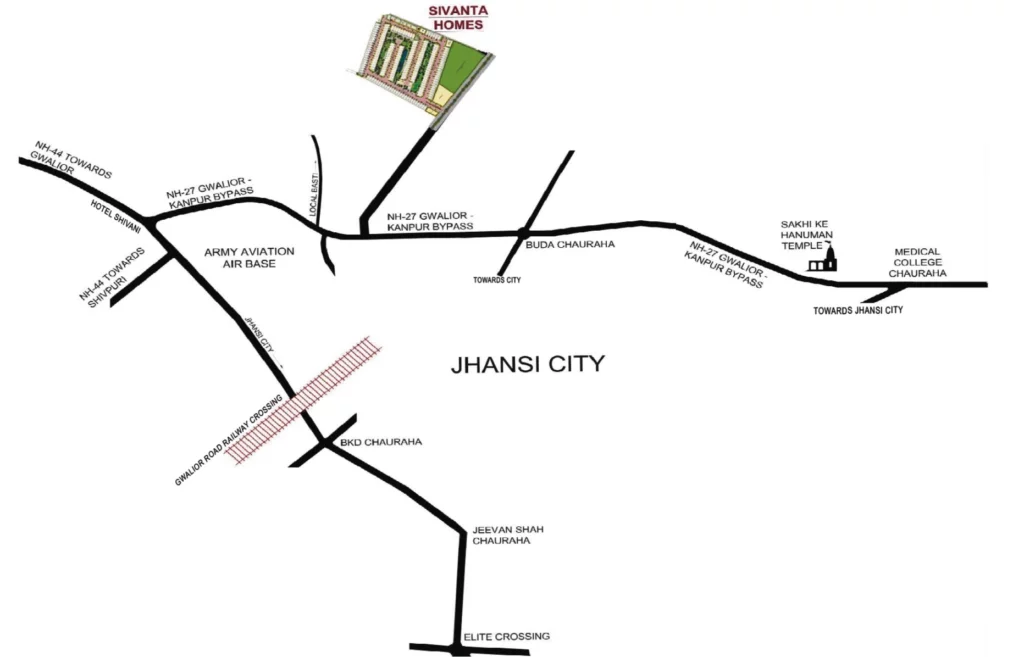 SIVANTA
HOMES
NH-44 TOWARDS
GWALIOR
HOTEL SHIVANI
NH-27 GWALIOR -
KANPUR BYPASS
LOCAL BASTI
NH-27 GWALIOR -
KANPUR BYPASS
BUDA CHAURAHA
TOWARDS CITY
NH-27 GWALIOR -
KANPUR BYPASS
SAKHI KE
HANUMAN
TEMPLE
MEDICAL
COLLEGE
CHAURAHA
TOWARDS JHANSI CITY
ARMY AVIATION
AIR BASE
NH-44 TOWARDS
SHIVPURI
JHANSI CITY
JHANSI CITY
GWALIOR ROAD RAILWAY CROSSING
BKD CHAURAHA
JEEVAN SHAH
CHAURAHA
ELITE CROSSING